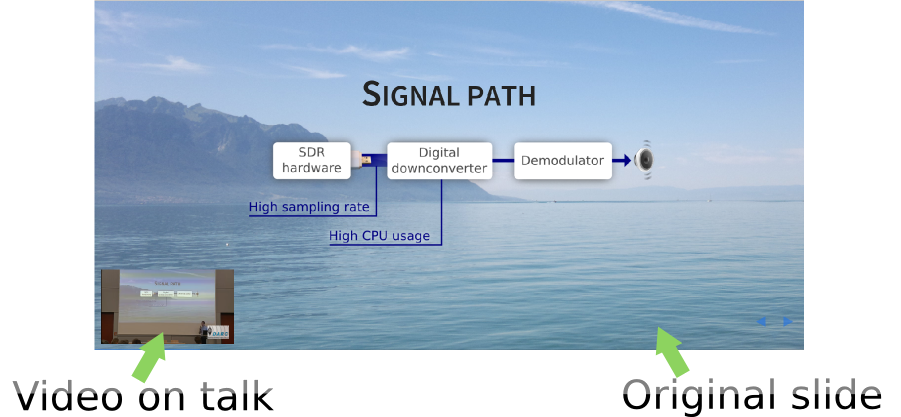 SIGNAL PATH
SDR
hardware
Digital
downconverter
Demodulator
High sampling rate
High CPU usage
Video on talk
Original slide